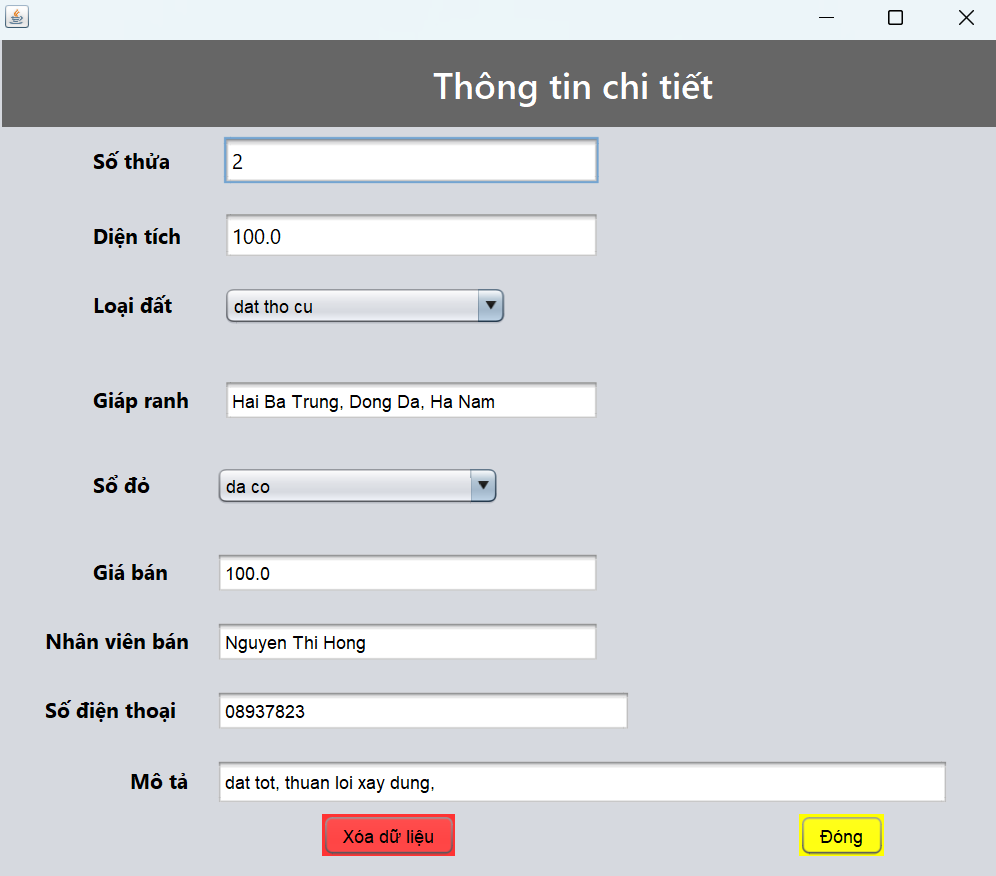 Thông tin chi tiết
Số thửa 2
Diện tích 100.0
Loại đất dat tho cu
Giáp ranh Hai Ba Trung, Dong Da, Ha Nam
Sổ đỏ da co
Giá bán 100.0
Nhân viên bán Nguyen Thi Hong
Số điện thoại 08937823
Mô tả dat tot, thuan loi xay dung,
Xóa dữ liệu Đóng